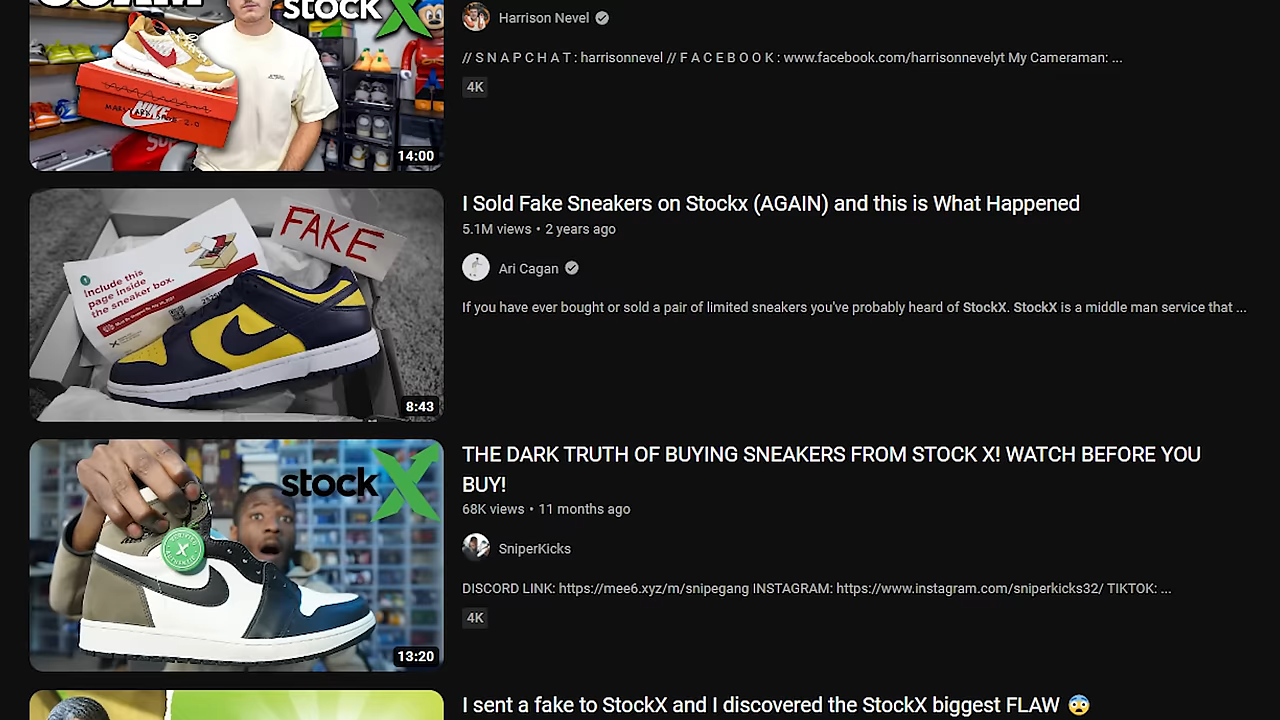 stock X
NIKE
14:00
Harrison Nevel
// S N A P C H A T : harrisonnevel // F A C E B O O K : www.facebook.com/harrisonnevelyt My Cameraman: ...
4K
FAKE
1
Include this
page inside
the sneaker box.
8:43
I Sold Fake Sneakers on Stockx (AGAIN) and this is What Happened
5.1M views • 2 years ago
Ari Cagan
If you have ever bought or sold a pair of limited sneakers you've probably heard of StockX. StockX is a middle man service that ...
stock X
VERIFIED
AUTHENTIC
13:20
THE DARK TRUTH OF BUYING SNEAKERS FROM STOCK X! WATCH BEFORE YOU
BUY!
68K views • 11 months ago
SniperKicks
DISCORD LINK: https://mee6.xyz/m/snipegang INSTAGRAM: https://www.instagram.com/sniperkicks32/ TIKTOK: ...
4K
I sent a fake to StockX and I discovered the StockX biggest FLAW 😨